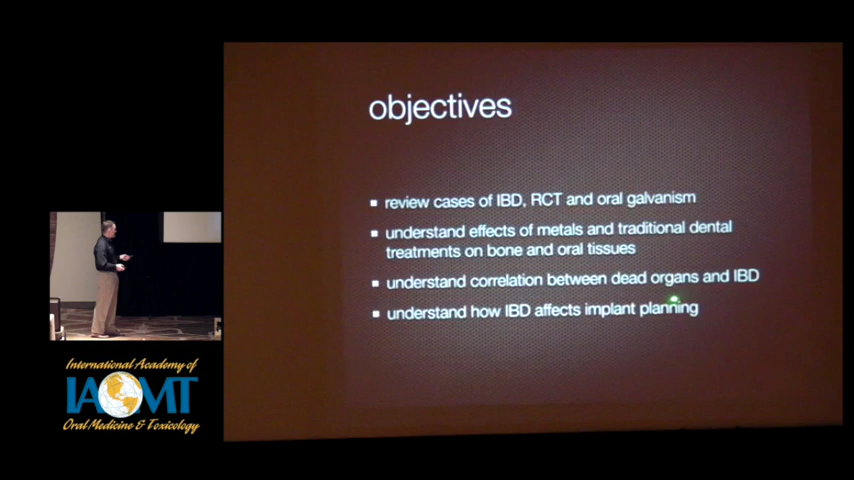 objectives
▪ review cases of IBD, RCT and oral galvanism
▪ understand effects of metals and traditional dental
treatments on bone and oral tissues
▪ understand correlation between dead organs and IBD
▪ understand how IBD affects implant planning
International Academy of
IAOMT
Oral Medicine & Toxicology